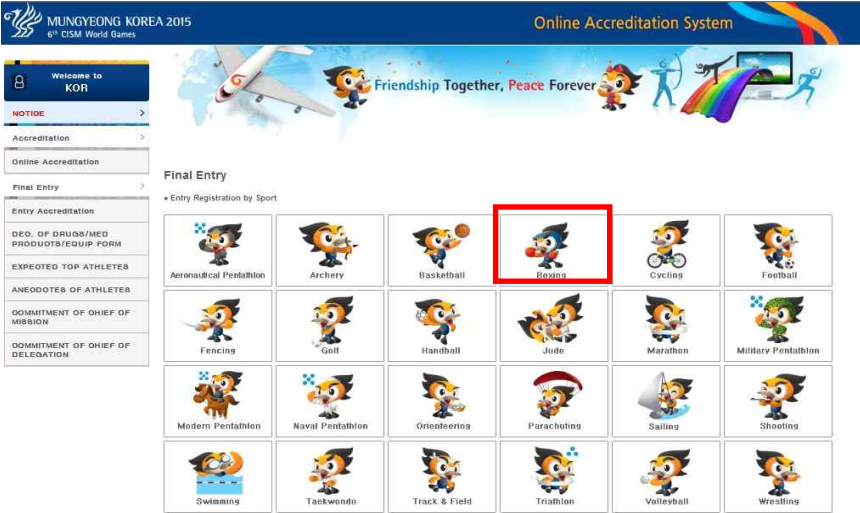 MUNGYEONG KOREA 2015
6th CISM World Games
Online Accreditation System
Welcome to
KOR
NOTICE
Accreditation
Online Accreditation
Final Entry
Entry Accreditation
DEC. OF DRUGS/MED
PRODUCTS/EQUIP FORM
EXPECTED TOP ATHLETES
ANECDOTES OF ATHLETES
COMMITMENT OF CHIEF OF
MISSION
COMMITMENT OF CHIEF OF
DELEGATION
Friendship Together, Peace Forever
Final Entry
Entry Registration by Sport
Aeronautical Pentathlon
Archery
Basketball
Boxing
Cycling
Football
Fencing
Golf
Handball
Judo
Marathon
Military Pentathlon
Modern Pentathlon
Naval Pentathlon
Orienteering
Parachuting
Sailing
Shooting
Swimming
Taekwondo
Track & Field
Triathlon
Volleyball
Wrestling